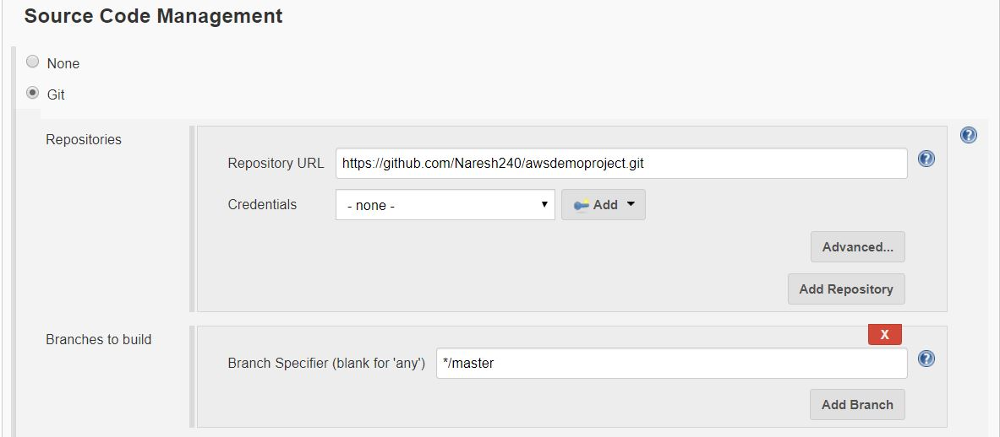 Source Code Management
None
Git
Repositories
?
Repository URL https://github.com/Naresh240/awsdemoproject.git ?
Credentials - none - Add
Advanced...
Add Repository
Branches to build
X
Branch Specifier (blank for 'any') */master ?
Add Branch